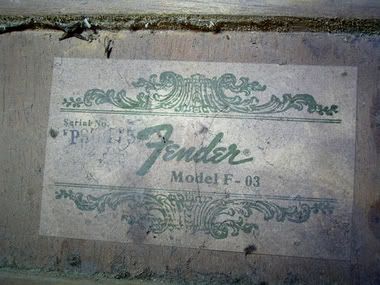 Serial No.
Fender®
Model F-03